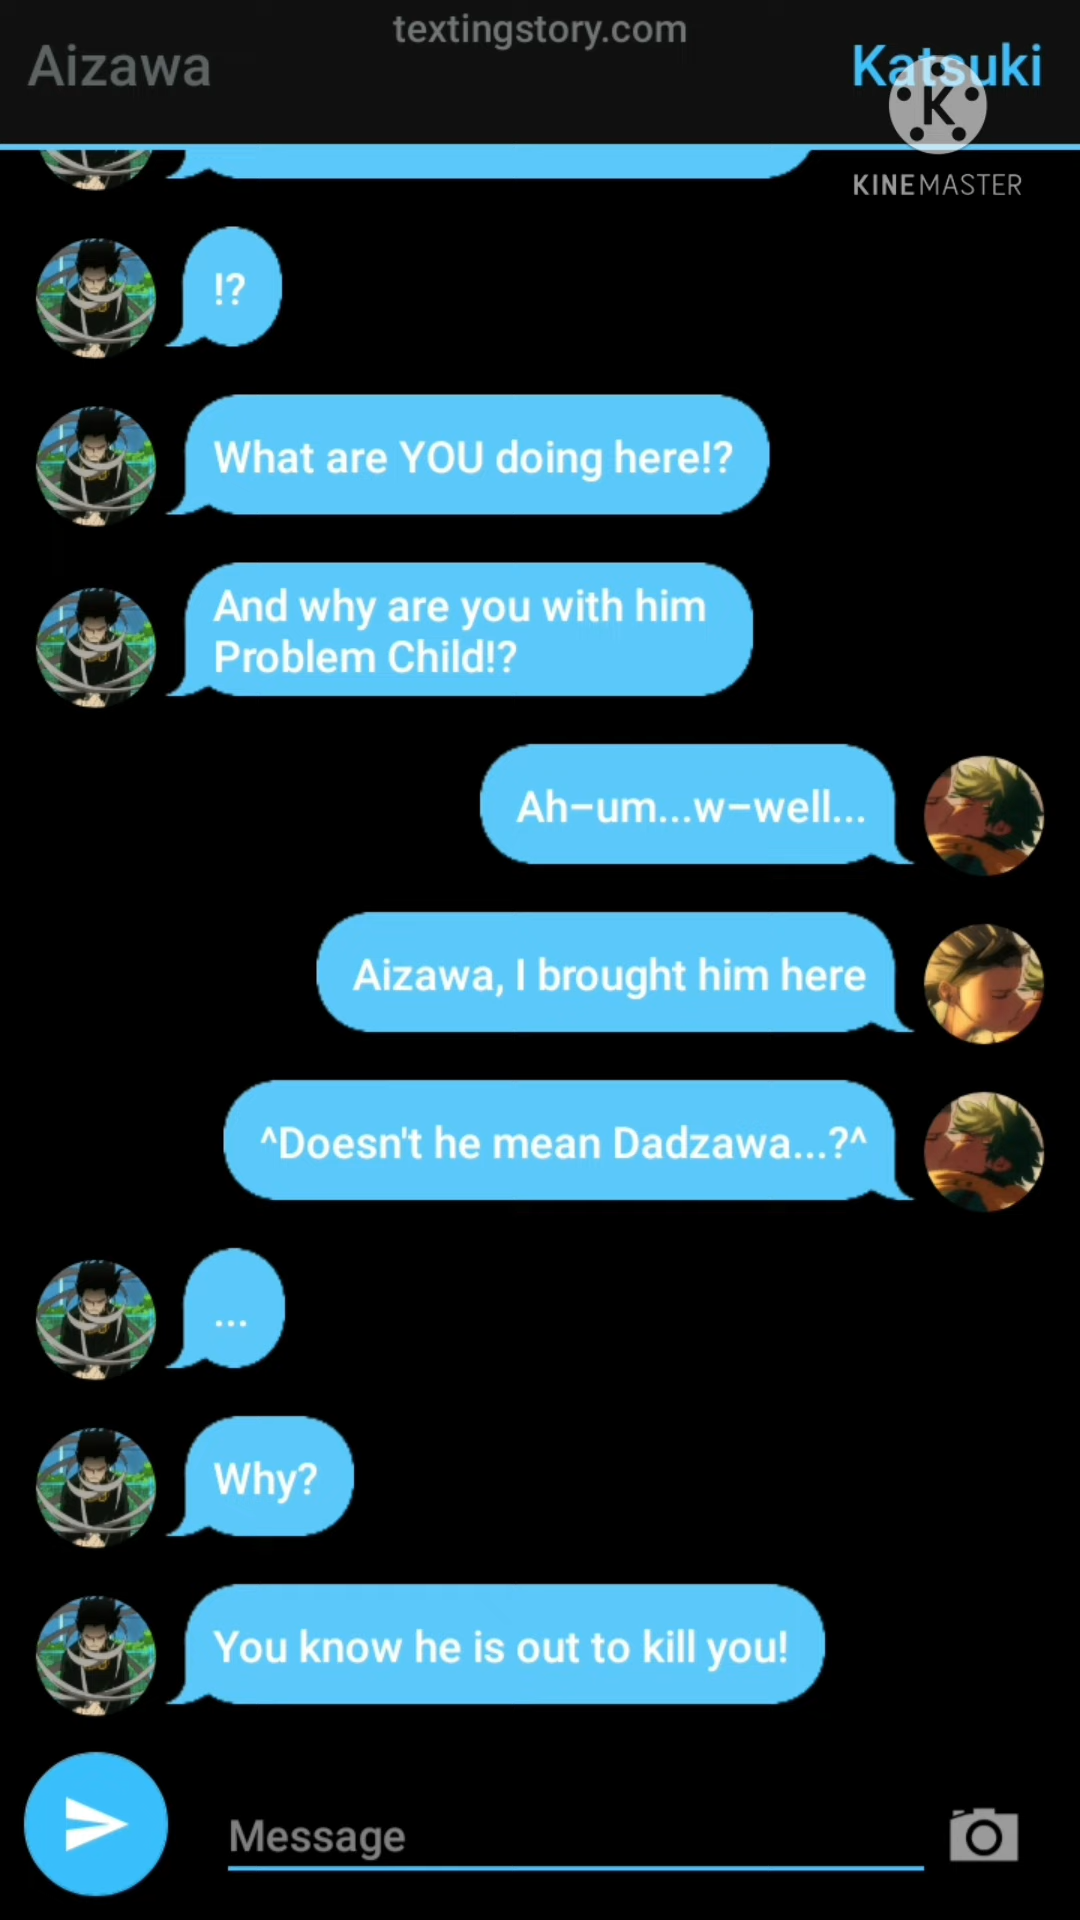 textingstory.com
Aizawa
Katsuki
K
KINEMASTER
!?
What are YOU doing here!?
And why are you with him
Problem Child!?
Ah–um...w–well...
Aizawa, I brought him here
^Doesn't he mean Dadzawa...?^
...
Why?
You know he is out to kill you!
Message